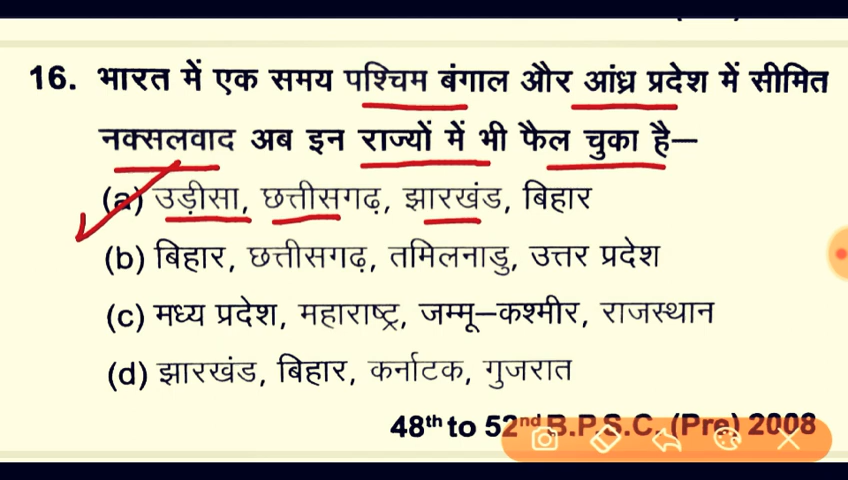 16. भारत में एक समय पश्चिम बंगाल और आंध्र प्रदेश में सीमित
नक्सलवाद अब इन राज्यों में भी फैल चुका है—
(a) उड़ीसा, छत्तीसगढ़, झारखंड, बिहार
(b) बिहार, छत्तीसगढ़, तमिलनाडु, उत्तर प्रदेश
(c) मध्य प्रदेश, महाराष्ट्र, जम्मू–कश्मीर, राजस्थान
(d) झारखंड, बिहार, कर्नाटक, गुजरात
48th to 52nd B.P.S.C. (Pre) 2008